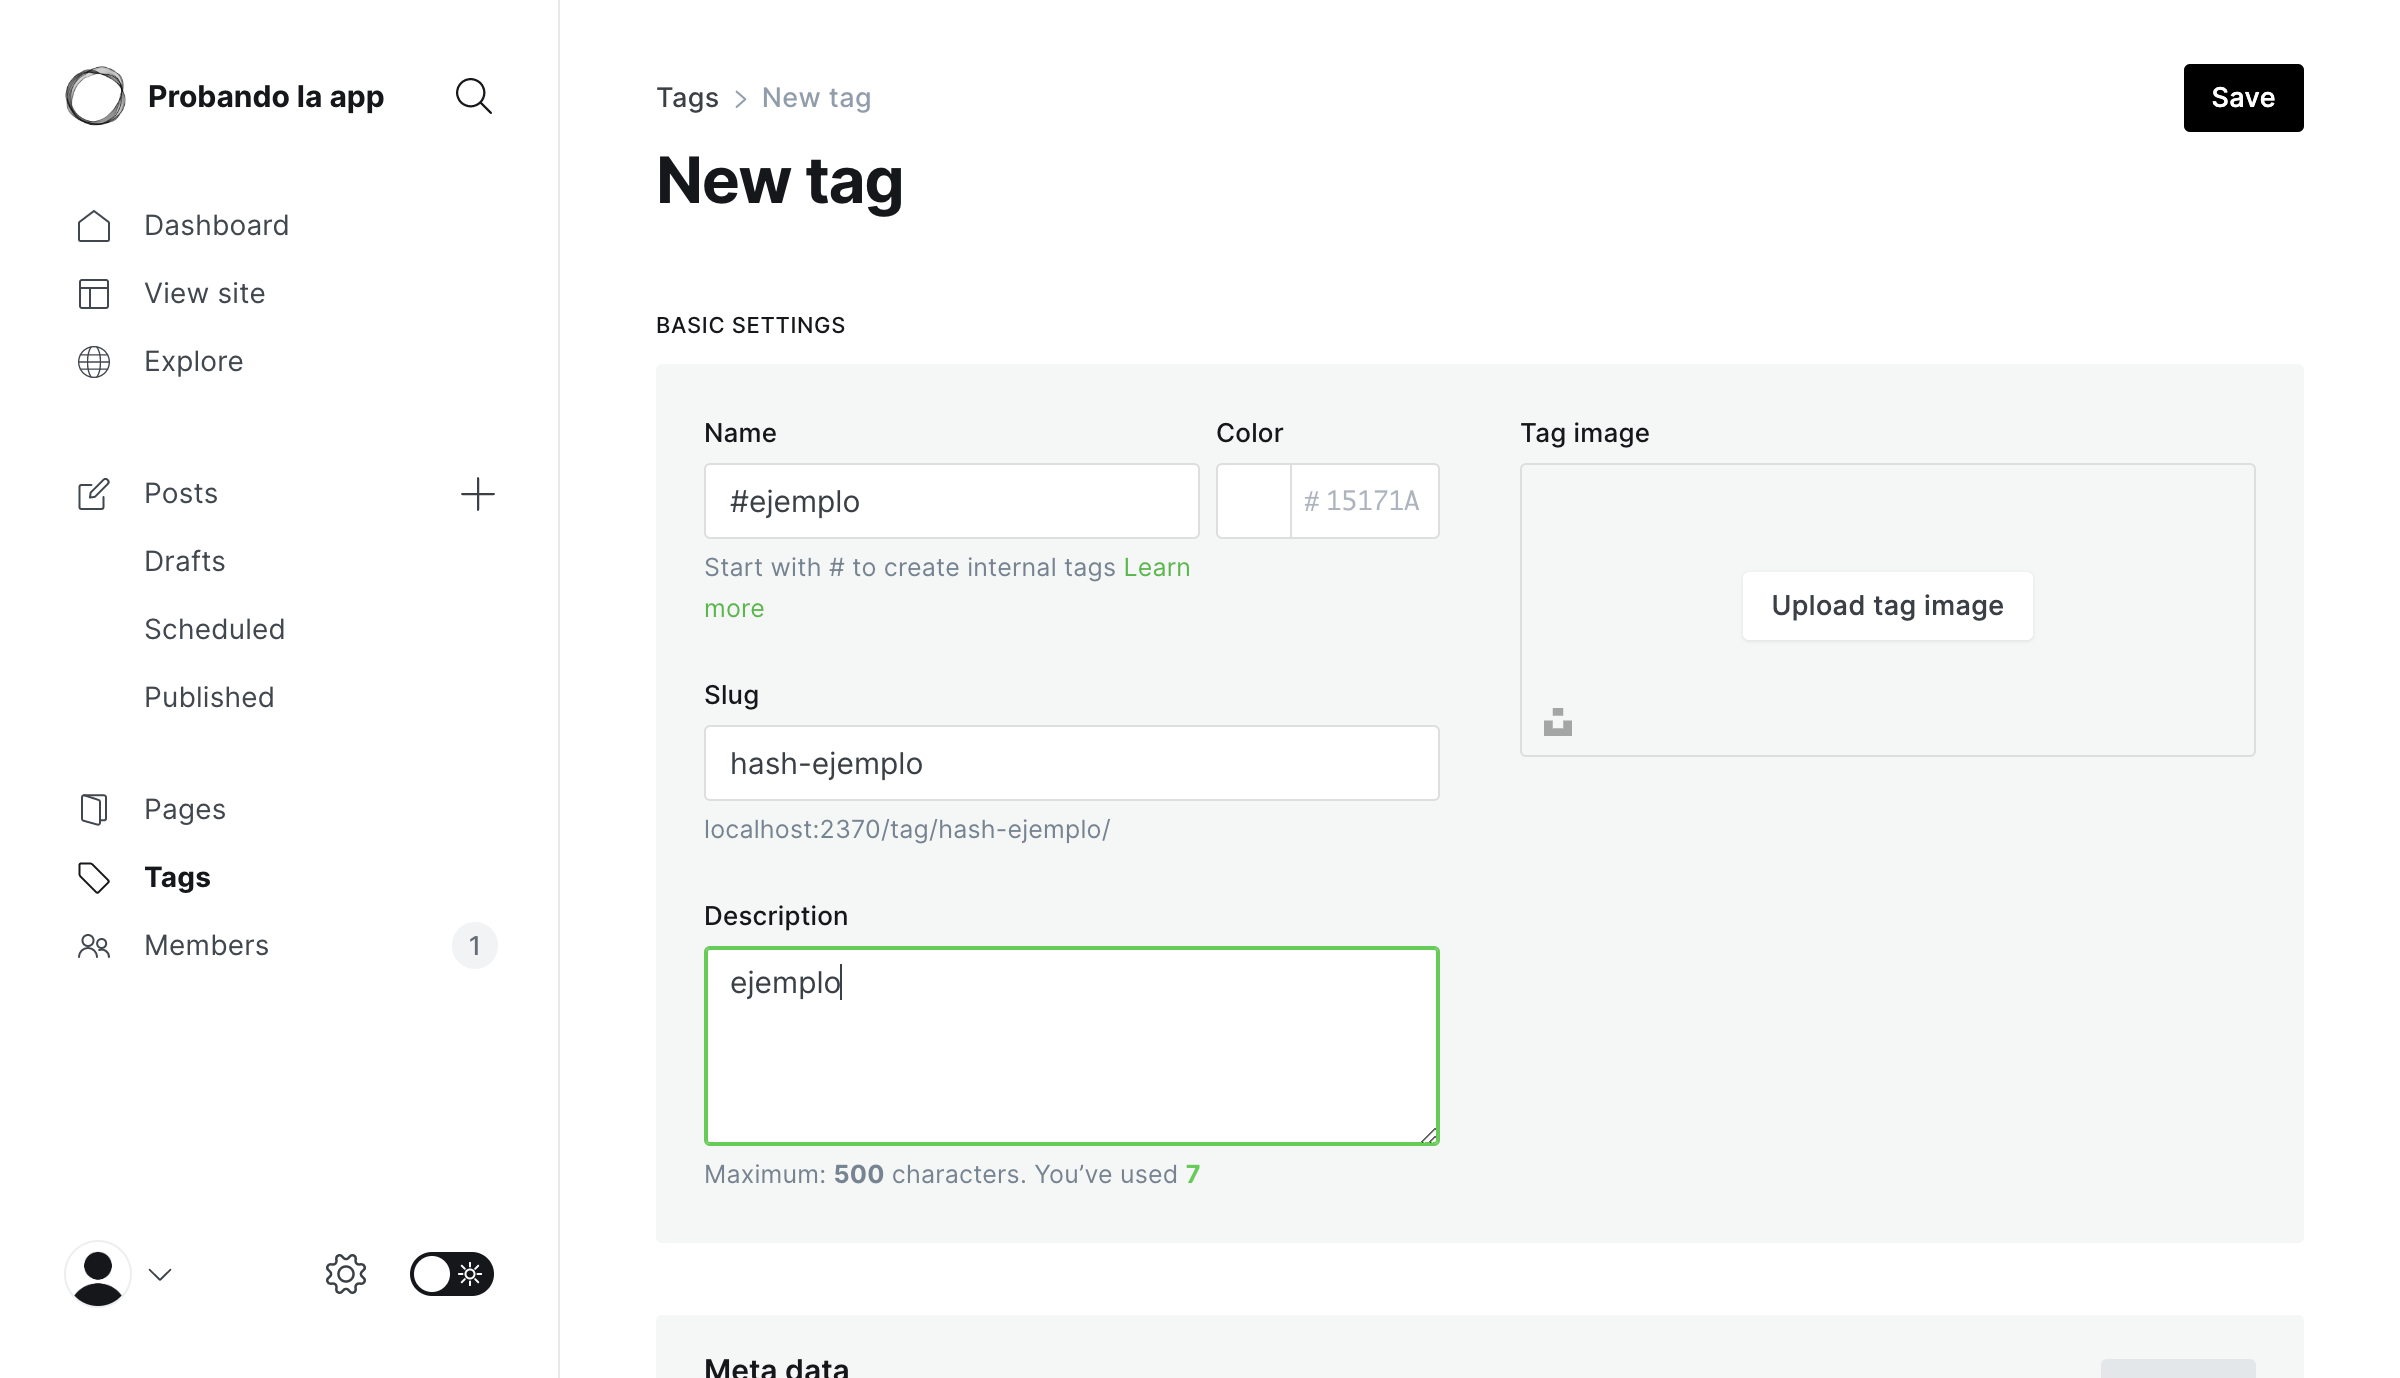 Probando la app
Dashboard
View site
Explore
Posts
Drafts
Scheduled
Published
Pages
Tags
Members 1
Tags > New tag
Save
New tag
BASIC SETTINGS
Name
#ejemplo
Start with # to create internal tags Learn
more
Color
# 15171A
Slug
hash-ejemplo
localhost:2370/tag/hash-ejemplo/
Description
ejemplo
Maximum: 500 characters. You’ve used 7
Tag image
Upload tag image
Meta data